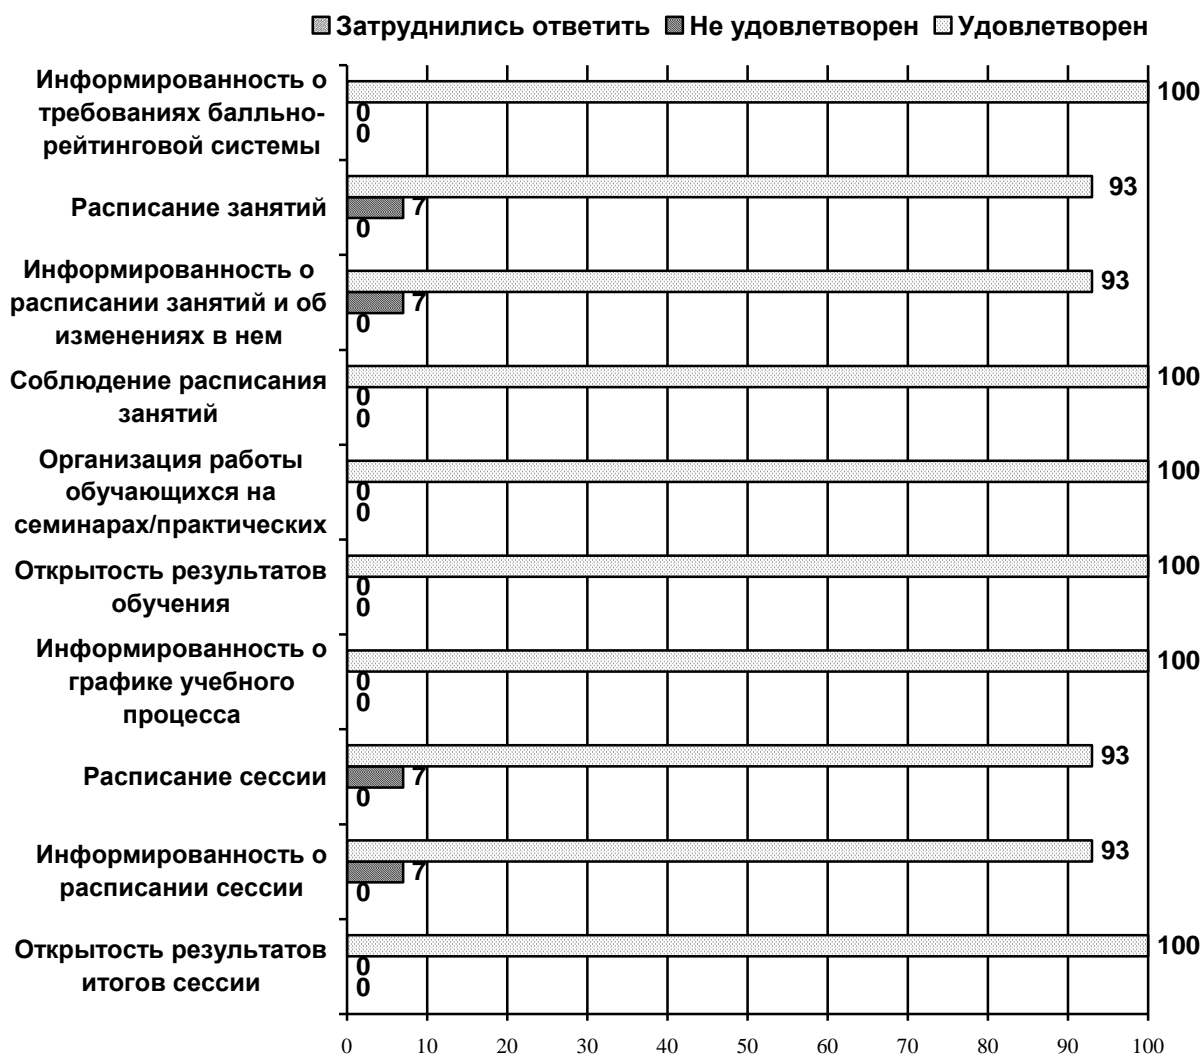 Затруднились ответить Не удовлетворен Удовлетворен
Информированность о
требованиях балльно-
рейтинговой системы
100
0
0
Расписание занятий
93
7
0
Информированность о
расписании занятий и об
изменениях в нем
93
7
0
Соблюдение расписания
занятий
100
0
0
Организация работы
обучающихся на
семинарах/практических
100
0
0
Открытость результатов
обучения
100
0
0
Информированность о
графике учебного
процесса
100
0
0
Расписание сессии
93
7
0
Информированность о
расписании сессии
93
7
0
Открытость результатов
итогов сессии
100
0
0
0 10 20 30 40 50 60 70 80 90 100